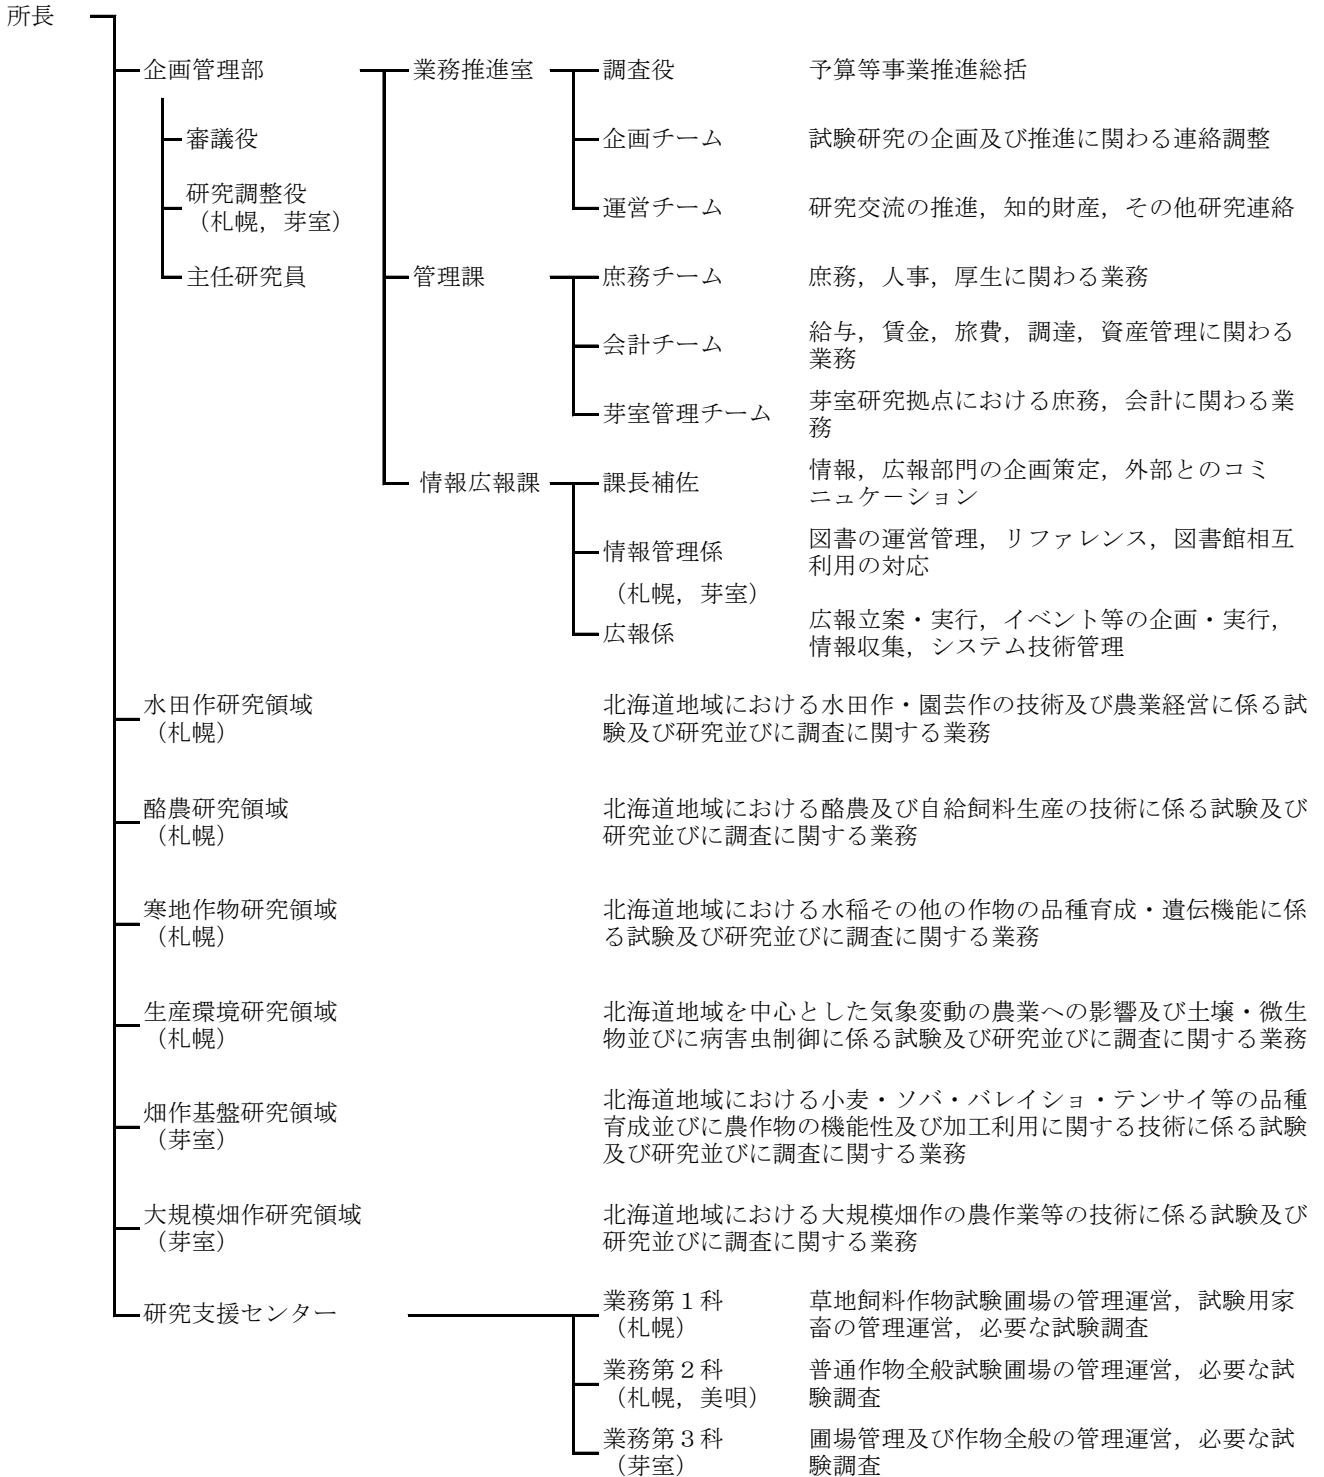 所長
企画管理部
業務推進室
調査役
予算等事業推進総括
審議役
企画チーム
試験研究の企画及び推進に関わる連絡調整
研究調整役
（札幌，芽室）
運営チーム
研究交流の推進，知的財産，その他研究連絡
主任研究員
管理課
庶務チーム
庶務，人事，厚生に関わる業務
会計チーム
給与，賃金，旅費，調達，資産管理に関わる
業務
芽室管理チーム
芽室研究拠点における庶務，会計に関わる業
務
情報広報課
課長補佐
情報，広報部門の企画策定，外部とのコミ
ニュケ－ション
情報管理係
（札幌，芽室）
図書の運営管理，リファレンス，図書館相互
利用の対応
広報係
広報立案・実行，イベント等の企画・実行，
情報収集，システム技術管理
水田作研究領域
（札幌）
北海道地域における水田作・園芸作の技術及び農業経営に係る試
験及び研究並びに調査に関する業務
酪農研究領域
（札幌）
北海道地域における酪農及び自給飼料生産の技術に係る試験及び
研究並びに調査に関する業務
寒地作物研究領域
（札幌）
北海道地域における水稲その他の作物の品種育成・遺伝機能に係
る試験及び研究並びに調査に関する業務
生産環境研究領域
（札幌）
北海道地域を中心とした気象変動の農業への影響及び土壌・微生
物並びに病害虫制御に係る試験及び研究並びに調査に関する業務
畑作基盤研究領域
（芽室）
北海道地域における小麦・ソバ・バレイショ・テンサイ等の品種
育成並びに農作物の機能性及び加工利用に関する技術に係る試験
及び研究並びに調査に関する業務
大規模畑作研究領域
（芽室）
北海道地域における大規模畑作の農作業等の技術に係る試験及び
研究並びに調査に関する業務
研究支援センター
業務第１科
（札幌）
草地飼料作物試験圃場の管理運営，試験用家
畜の管理運営，必要な試験調査
業務第２科
（札幌，美唄）
普通作物全般試験圃場の管理運営，必要な試
験調査
業務第３科
（芽室）
圃場管理及び作物全般の管理運営，必要な試
験調査